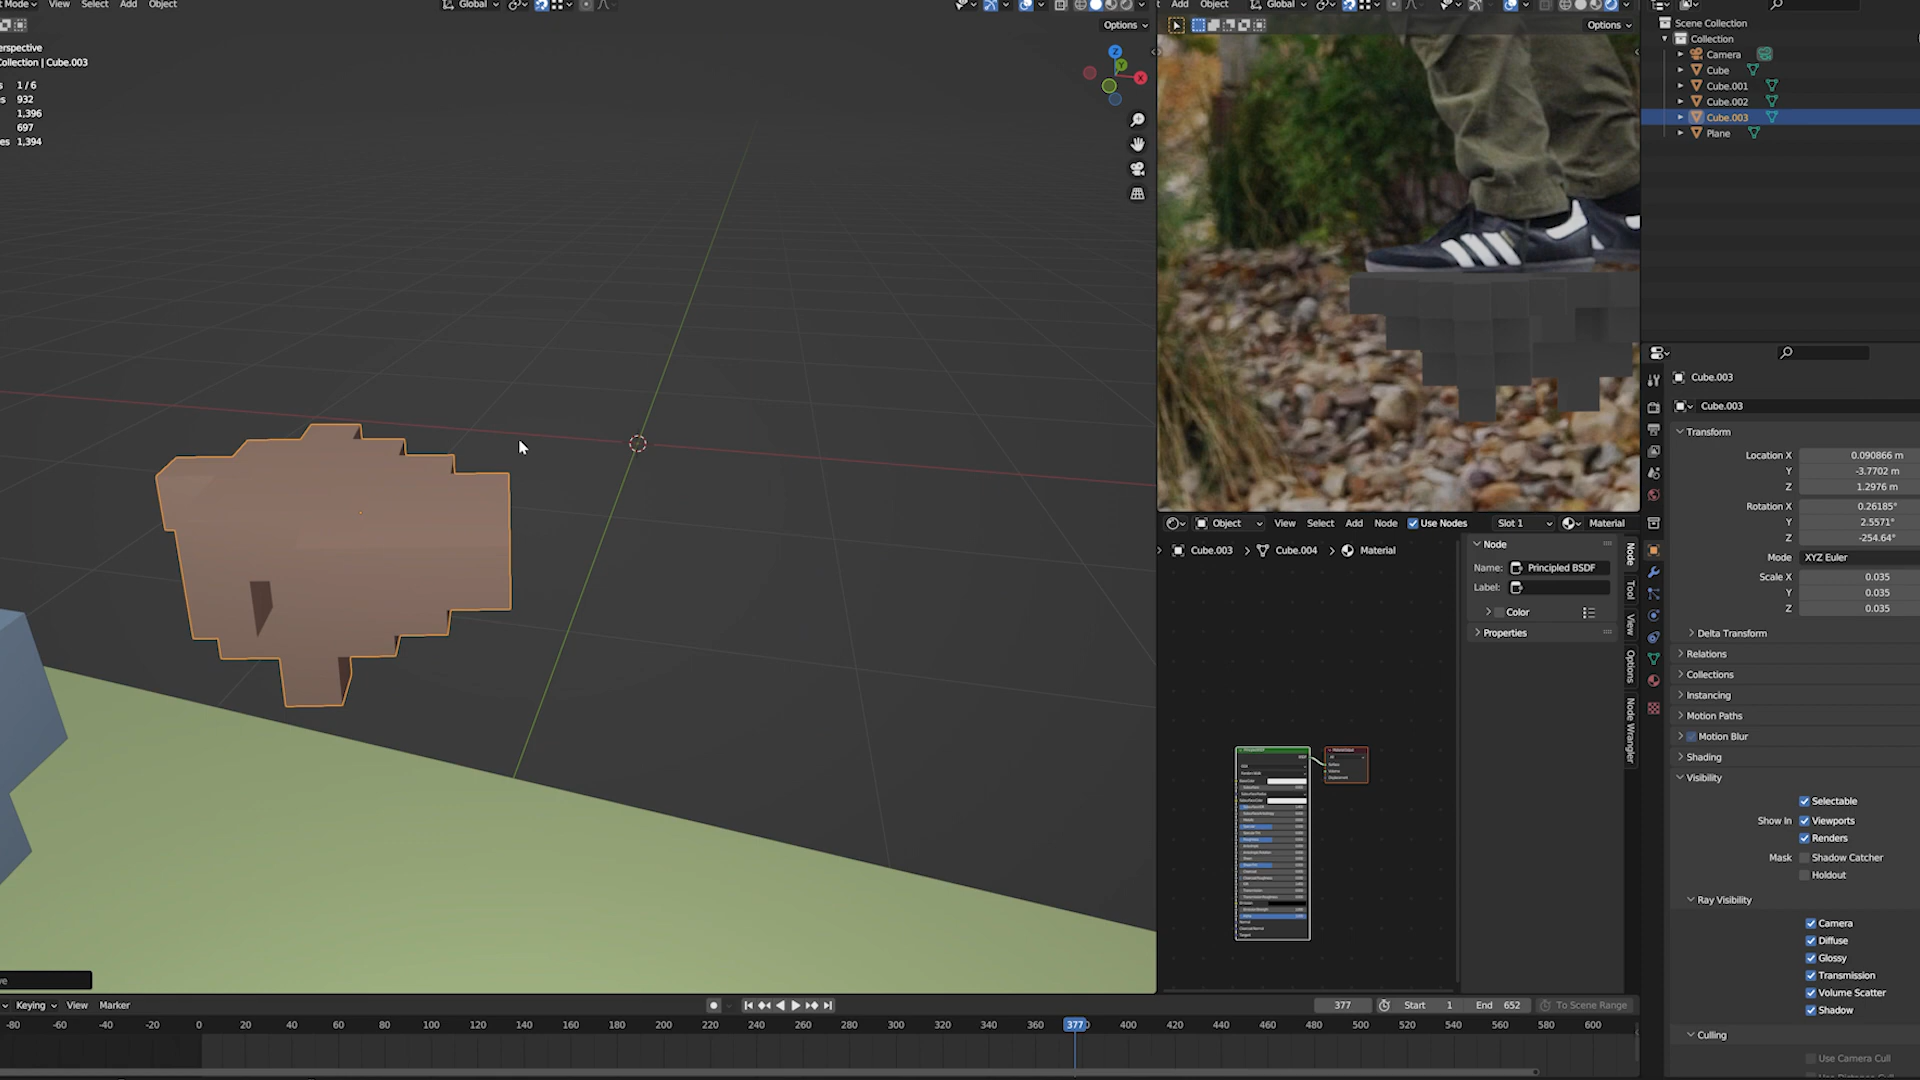 Mode View Select Add Object
Global
Add Object Global
Options
Options
erspective
Collection | Cube.003
1/6
932
1,396
697
1,394
Z
Y
X
Scene Collection
Collection
Camera
Cube
Cube.001
Cube.002
Cube.003
Plane
Cube.003
Cube.003
Transform
Location X 0.090866 m
Y -3.7702 m
Z 1.2976 m
Rotation X 0.26185°
Y 2.5571°
Z -254.64°
Mode XYZ Euler
Scale X 0.035
Y 0.035
Z 0.035
Delta Transform
Relations
Collections
Instancing
Motion Paths
Motion Blur
Shading
Visibility
Selectable
Show In Viewports
Renders
Mask Shadow Catcher
Holdout
Ray Visibility
Camera
Diffuse
Glossy
Transmission
Volume Scatter
Shadow
Culling
Use Camera Cull
Object View Select Add Node Use Nodes Slot 1 Material
Cube.003 > Cube.004 > Material
Node
Name: Principled BSDF
Label:
Color
Properties
Node
Tool
View
Options
Node Wrangler
Keying View Marker
377 Start 1 End 652 To Scene Range
-80 -60 -40 -20 0 20 40 60 80 100 120 140 160 180 200 220 240 260 280 300 320 340 360 377 400 420 440 460 480 500 520 540 560 580 600